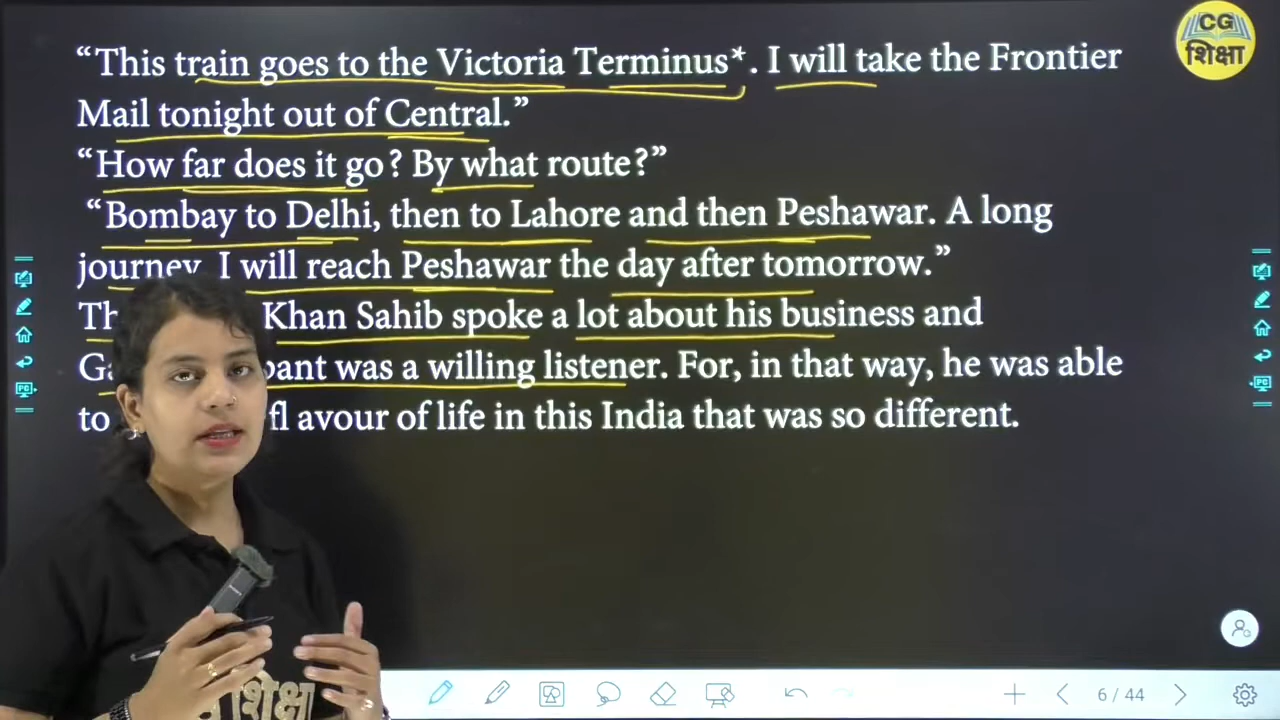 “This train goes to the Victoria Terminus*. I will take the Frontier
Mail tonight out of Central.”
“How far does it go? By what route?”
“Bombay to Delhi, then to Lahore and then Peshawar. A long
journey. I will reach Peshawar the day after tomorrow.”
Khan Sahib spoke a lot about his business and
was a willing listener. For, in that way, he was able
to fl avour of life in this India that was so different.
CG
शिक्षा
6 / 44
PC
PC
शिक्षा